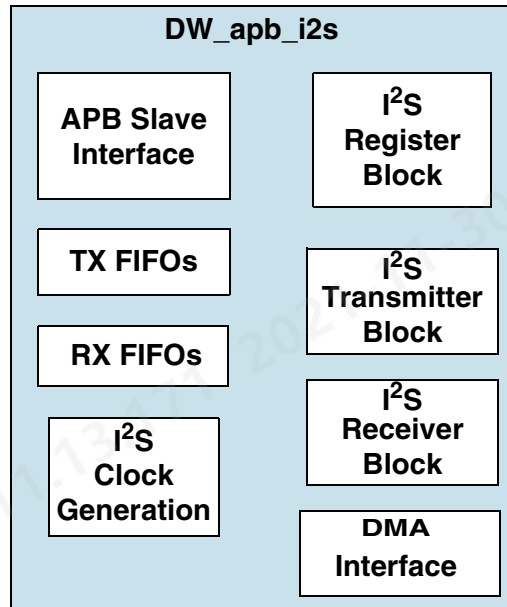 DW_apb_i2s
APB Slave
Interface
I²S
Register
Block
TX FIFOs
I²S
Transmitter
Block
RX FIFOs
I²S
Receiver
Block
I²S
Clock
Generation
DMA
Interface